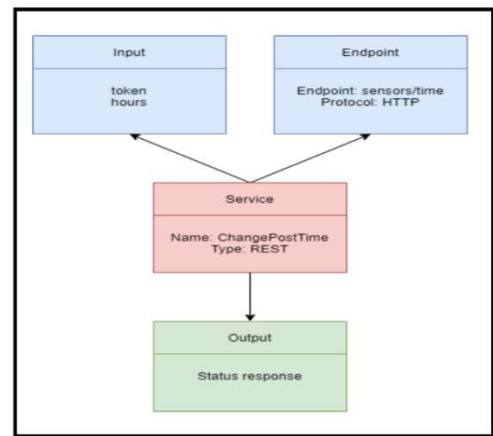 Input
token
hours
Endpoint
Endpoint: sensors/time
Protocol: HTTP
Service
Name: ChangePostTime
Type: REST
Output
Status response